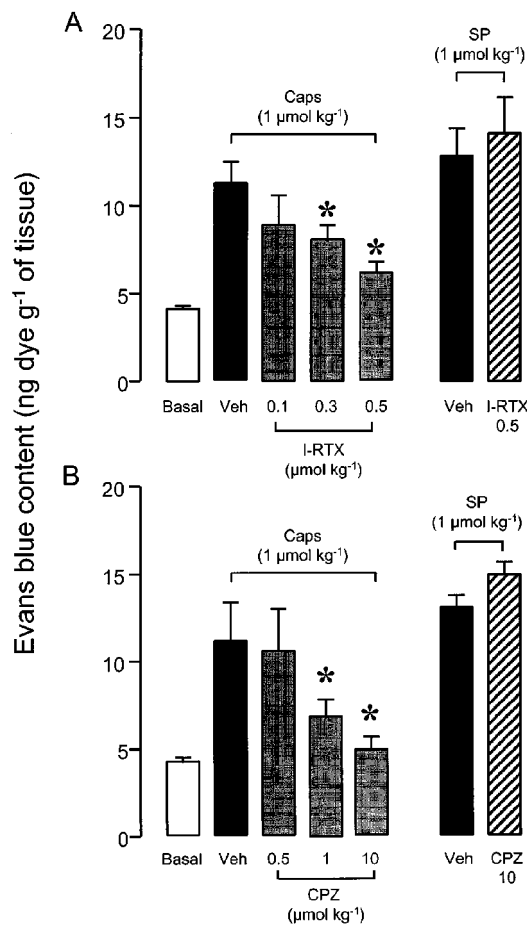 A
Evans blue content (ng dye g⁻¹ of tissue)
20
15
10
5
0
Caps
(1 µmol kg⁻¹)
SP
(1 µmol kg⁻¹)
*
*
Basal Veh 0.1 0.3 0.5 Veh I-RTX
0.5
I-RTX
(µmol kg⁻¹)
B
20
15
10
5
0
Caps
(1 µmol kg⁻¹)
SP
(1 µmol kg⁻¹)
*
*
Basal Veh 0.5 1 10 Veh CPZ
10
CPZ
(µmol kg⁻¹)